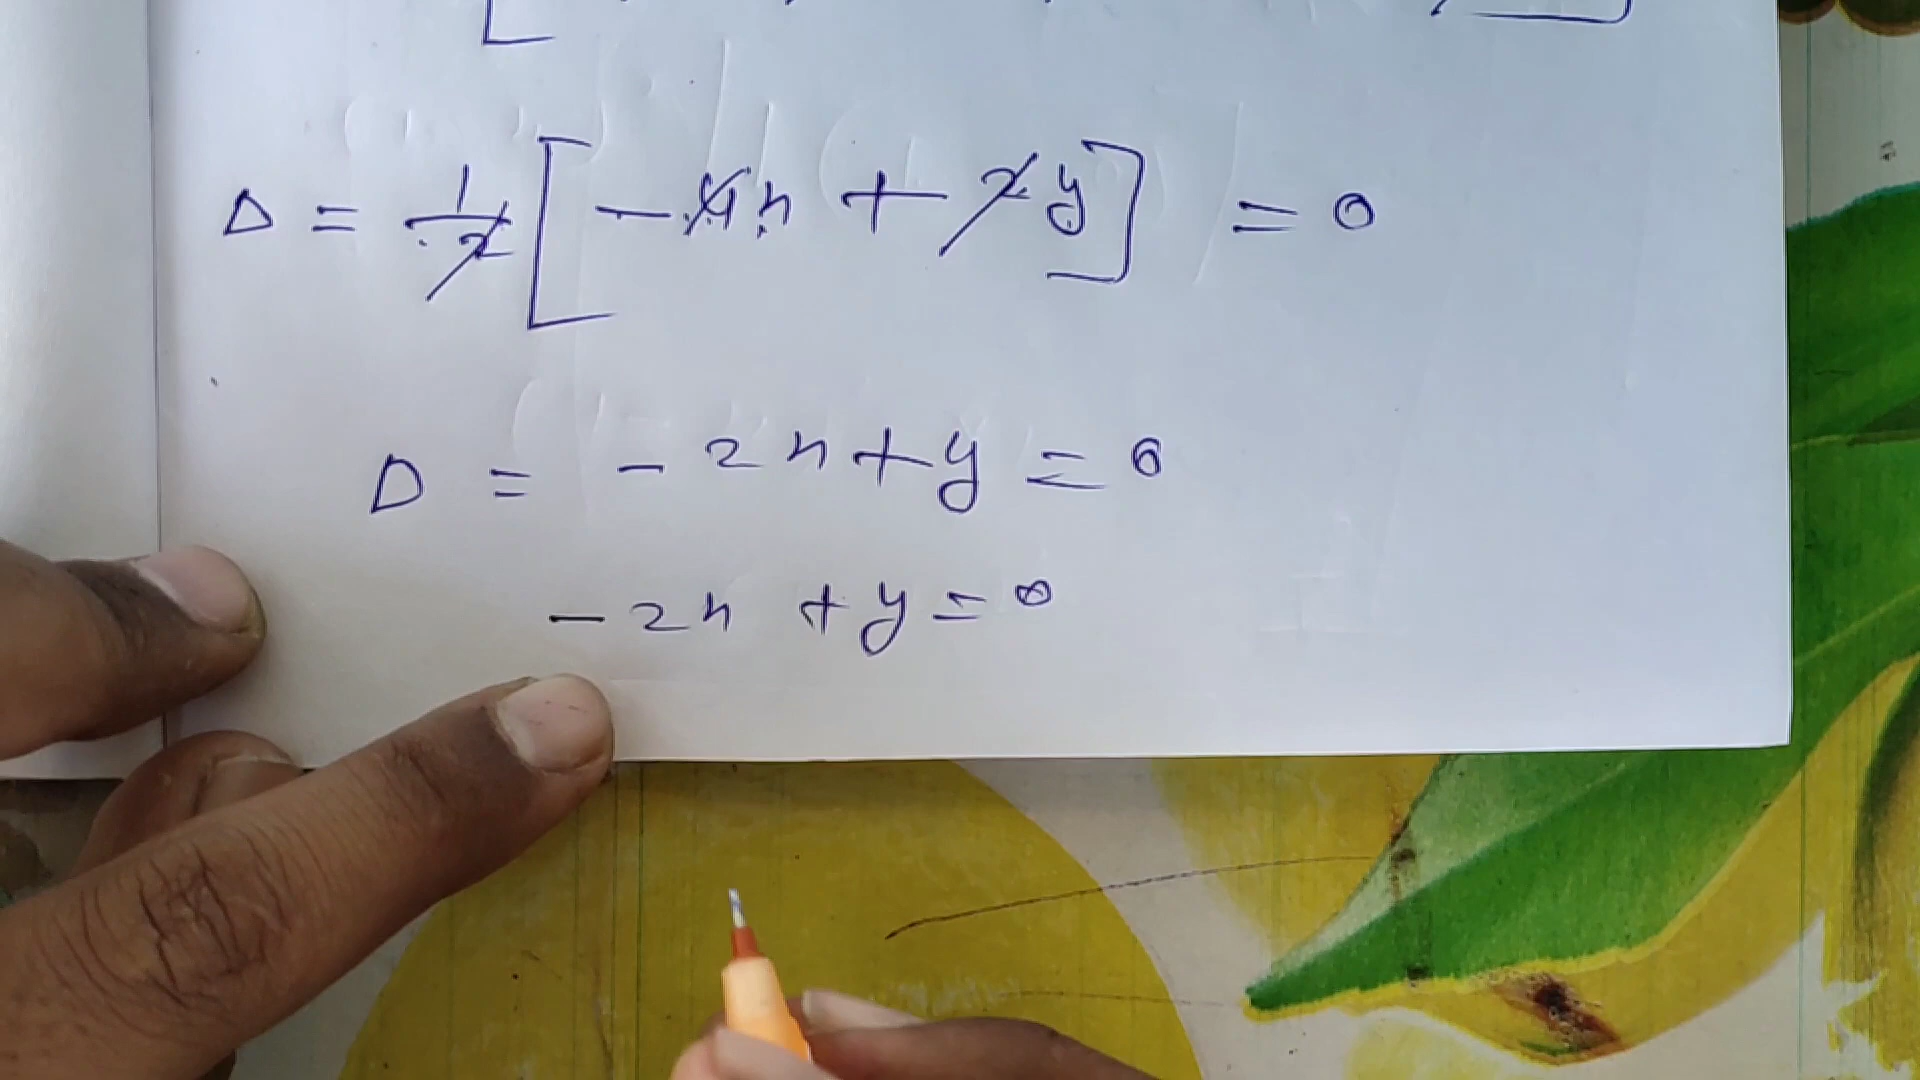 Δ = 1/2 [ - 4x + 2y ] = 0
Δ = - 2x + y = 0
- 2x + y = 0